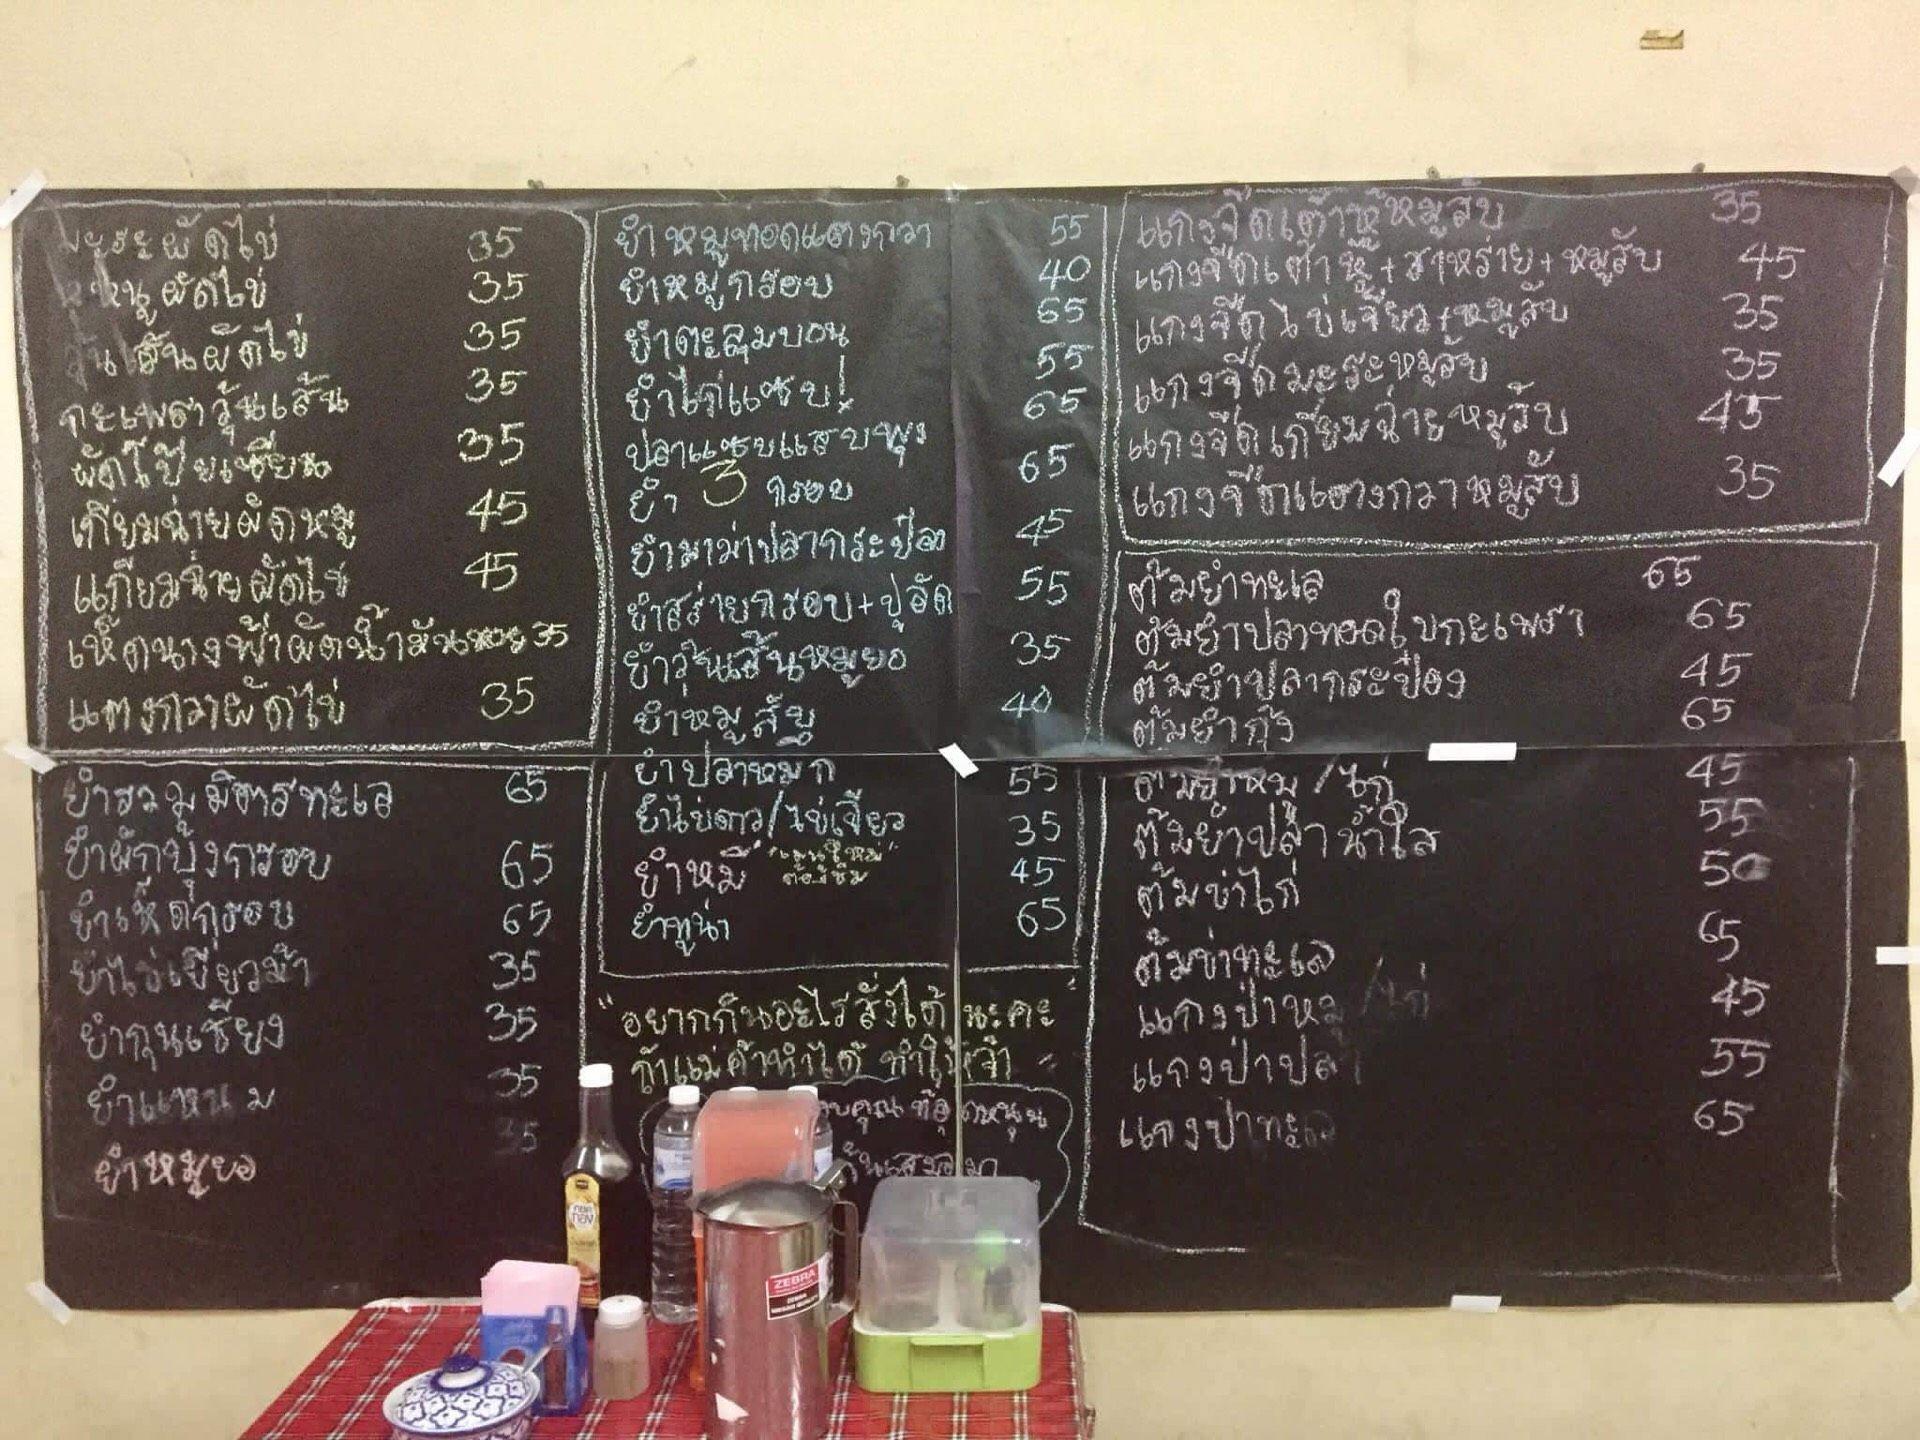 มะระผัดไข่ 35
หูหนูผัดไข่ 35
วุ้นเส้นผัดไข่ 35
กะเพราวุ้นเส้น 35
ผัดโป๊ยเซียน 35
เกี่ยมฉ่ายผัดหมู 45
แกี่ยมฉ่ายผัดไข่ 45
เห็ดนางฟ้าผัดน้ำมันหอย 35
แตงกวาผัดไข่ 35
ยำรวมมิตรทะเล 65
ยำผักบุ้งกรอบ 65
ยำเห็ดกรอบ 65
ยำไข่เยี่ยวม้า 35
ยำกุนเชียง 35
ยำแหนม 35
ยำหมูยอ 35
ยำหมูทอดแตงกวา 55
ยำหมูกรอบ 40
ยำตะลุมบอน 65
ยำไก่แซบ! 55
ปลาแซบแสบพุง 65
ยำ 3 กรอบ 65
ยำมาม่าปลากระป๋อง 45
ยำสร่ายกรอบ+ปูอัด 55
ยำวุ้นเส้นหมูยอ 35
ยำหมูสับ 40
ยำปลาหมึก 55
ยำไข่ดาว/ไข่เจียว 35
ยำหมี่ "เมนูใหม่" ต้องชิม 45
ยำทูน่า 65
"อยากกินอะไรสั่งได้นะคะ
ถ้าแม่ค้าทำได้ ทำให้จ้า"
ขอบคุณที่อุดหนุน
กันเสมอมา
แกงจืดเต้าหู้หมูสับ 35
แกงจืดเต้าหู้+สาหร่าย+หมูสับ 45
แกงจืดไข่เจียว+หมูสับ 35
แกงจืดมะระหมูสับ 35
แกงจืดเกี่ยมฉ่ายหมูสับ 45
แกงจืดแตงกวาหมูสับ 35
ต้มยำทะเล 65
ต้มยำปลาทอดใบกะเพรา 65
ต้มยำปลากระป๋อง 45
ต้มยำกุ้ง 65
ต้มยำหมู/ไก่ 45
ต้มยำปลาน้ำใส 55
ต้มข่าไก่ 50
ต้มข่าทะเล 65
แกงป่าหมู/ไก่ 45
แกงป่าปลา 55
แกงป่าทะเล 65
ZEBRA
ZEBRA